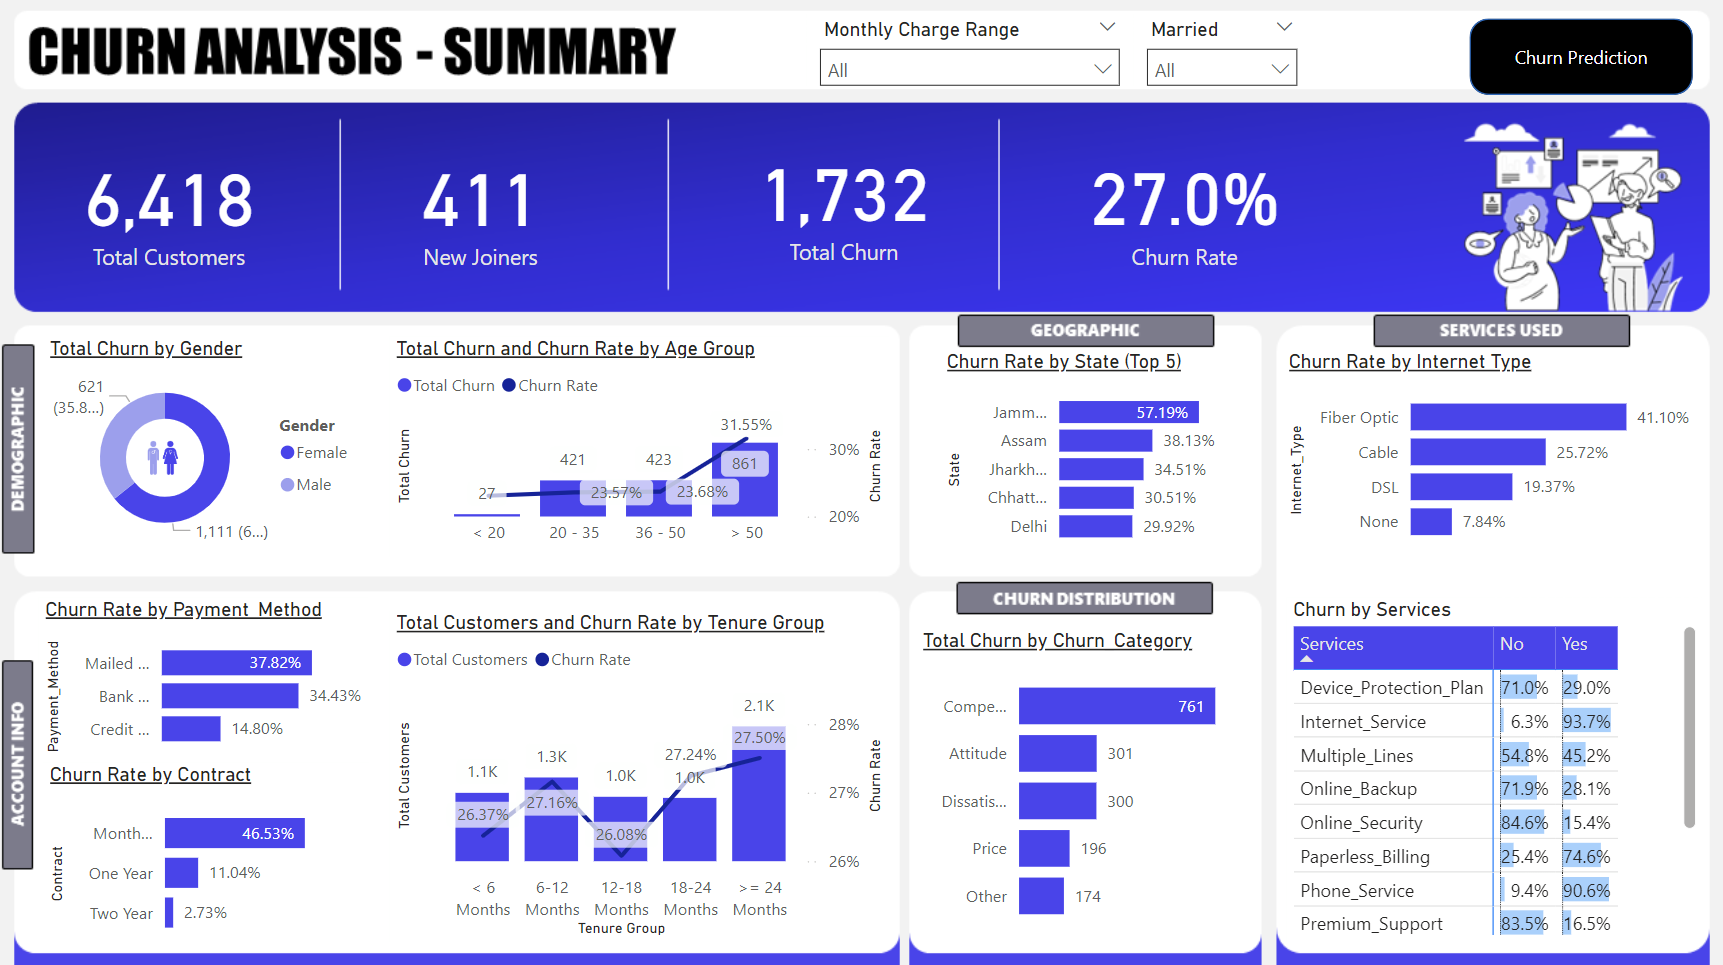 CHURN ANALYSIS - SUMMARY
Monthly Charge Range
All
Married
All
Churn Prediction
6,418
Total Customers
411
New Joiners
1,732
Total Churn
27.0%
Churn Rate
DEMOGRAPHIC
Total Churn by Gender
621
(35.8...)
1,111 (6...)
Gender
Female
Male
Total Churn and Churn Rate by Age Group
Total Churn
Churn Rate
Total Churn
27
421
423
31.55%
861
23.57%
23.68%
30%
20%
Churn Rate
< 20
20 - 35
36 - 50
> 50
GEOGRAPHIC
Churn Rate by State (Top 5)
State
Jamm... 57.19%
Assam 38.13%
Jharkh... 34.51%
Chhatt... 30.51%
Delhi 29.92%
SERVICES USED
Churn Rate by Internet Type
Internet_Type
Fiber Optic 41.10%
Cable 25.72%
DSL 19.37%
None 7.84%
ACCOUNT INFO
Churn Rate by Payment_Method
Payment_Method
Mailed ... 37.82%
Bank ... 34.43%
Credit ... 14.80%
Churn Rate by Contract
Contract
Month... 46.53%
One Year 11.04%
Two Year 2.73%
Total Customers and Churn Rate by Tenure Group
Total Customers
Churn Rate
Total Customers
1.1K
1.3K
1.0K
1.0K
2.1K
26.37%
27.16%
26.08%
27.24%
27.50%
28%
27%
26%
Churn Rate
< 6
Months
6-12
Months
12-18
Months
18-24
Months
>= 24
Months
Tenure Group
CHURN DISTRIBUTION
Total Churn by Churn_Category
Compe... 761
Attitude 301
Dissatis... 300
Price 196
Other 174
Churn by Services
Services No Yes
Device_Protection_Plan 71.0% 29.0%
Internet_Service 6.3% 93.7%
Multiple_Lines 54.8% 45.2%
Online_Backup 71.9% 28.1%
Online_Security 84.6% 15.4%
Paperless_Billing 25.4% 74.6%
Phone_Service 9.4% 90.6%
Premium_Support 83.5% 16.5%